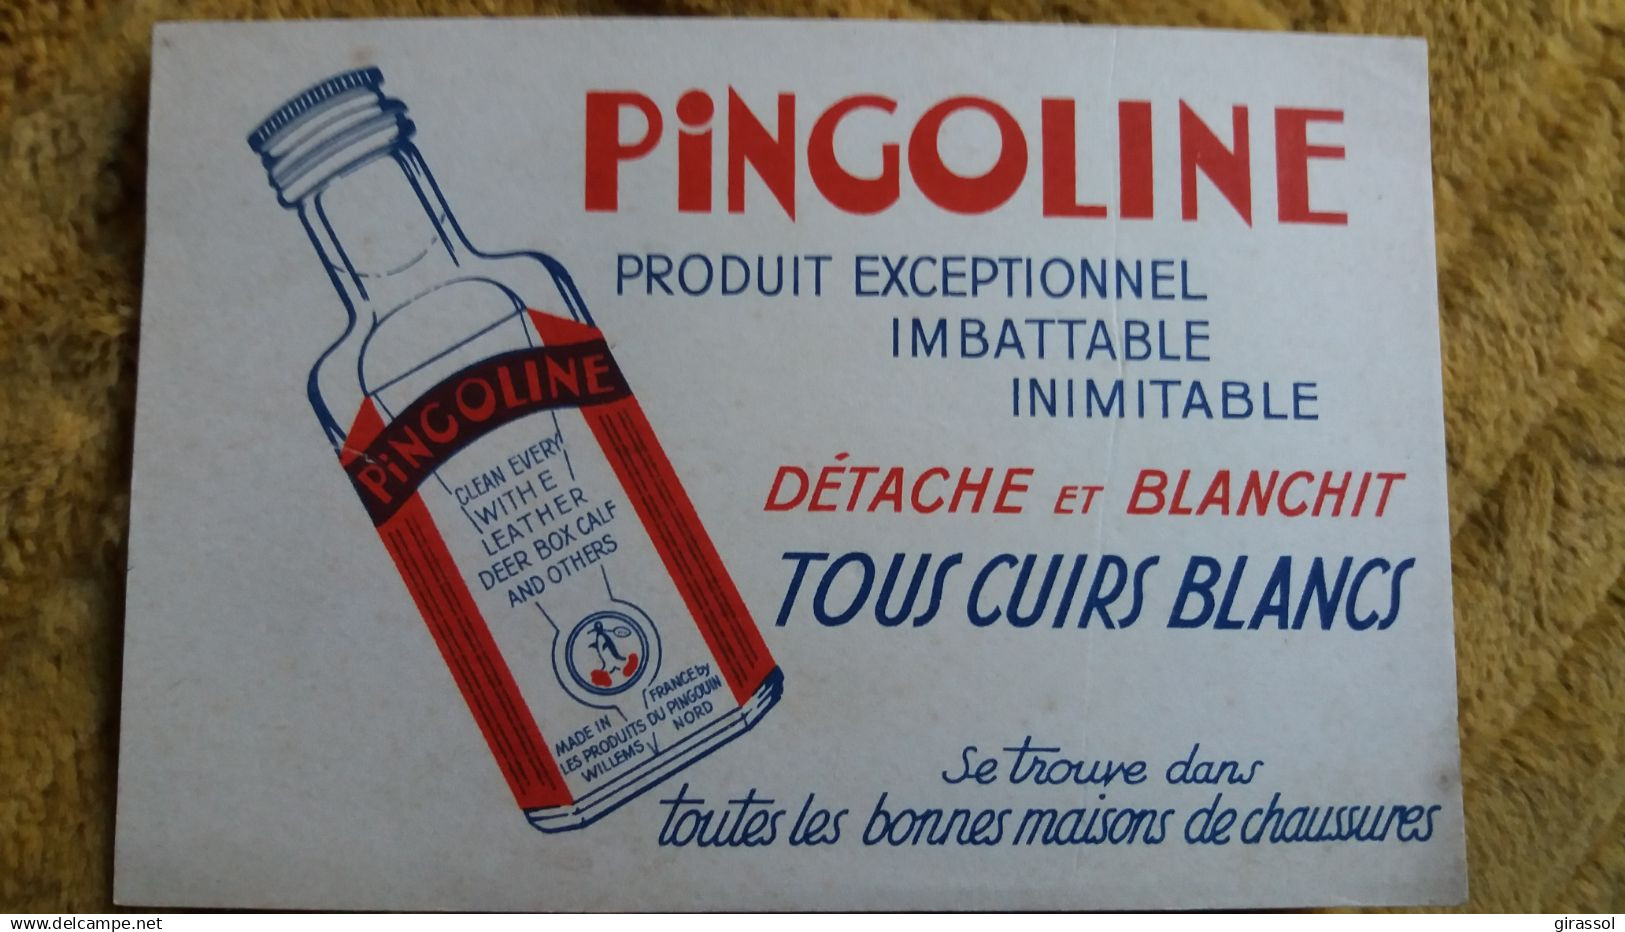 PiNGOLINE
PRODUIT EXCEPTIONNEL
IMBATTABLE
INIMITABLE
DÉTACHE ET BLANCHIT
TOUS CUIRS BLANCS
Se trouve dans
toutes les bonnes maisons de chaussures
PiNGOLINE
CLEAN EVERY
WITHE
LEATHER
DEER BOX CALF
AND OTHERS
MADE IN FRANCE by
LES PRODUITS DU PINGOUIN
WILLEMS NORD
www.delcampe.net
girassol